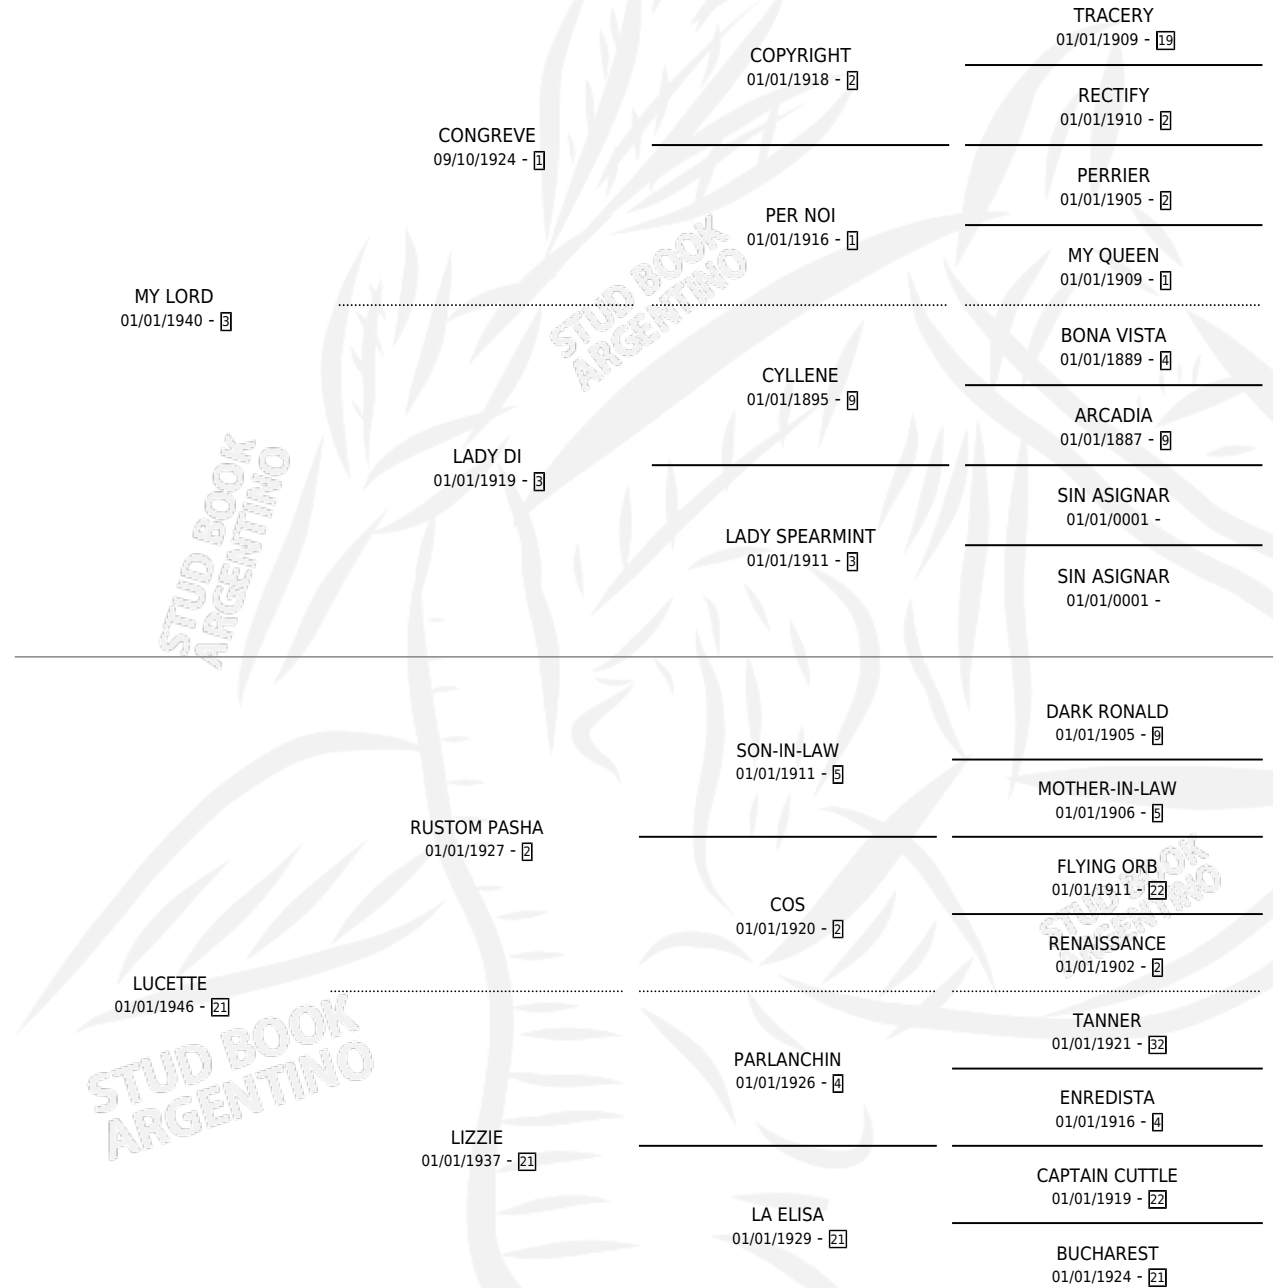 TRACERY
01/01/1909 - 19
COPYRIGHT
01/01/1918 - 2
RECTIFY
01/01/1910 - 2
CONGREVE
09/10/1924 - 1
PERRIER
01/01/1905 - 2
PER NOI
01/01/1916 - 1
MY QUEEN
01/01/1909 - 1
MY LORD
01/01/1940 - 3
BONA VISTA
01/01/1889 - 4
CYLLENE
01/01/1895 - 9
ARCADIA
01/01/1887 - 9
LADY DI
01/01/1919 - 3
SIN ASIGNAR
01/01/0001 -
LADY SPEARMINT
01/01/1911 - 3
SIN ASIGNAR
01/01/0001 -
STUD BOOK
ARGENTINO
STUD BOOK
ARGENTINO
DARK RONALD
01/01/1905 - 9
SON-IN-LAW
01/01/1911 - 5
MOTHER-IN-LAW
01/01/1906 - 5
RUSTOM PASHA
01/01/1927 - 2
FLYING ORB
01/01/1911 - 22
COS
01/01/1920 - 2
RENAISSANCE
01/01/1902 - 2
LUCETTE
01/01/1946 - 21
TANNER
01/01/1921 - 32
PARLANCHIN
01/01/1926 - 4
ENREDISTA
01/01/1916 - 4
LIZZIE
01/01/1937 - 21
CAPTAIN CUTTLE
01/01/1919 - 22
LA ELISA
01/01/1929 - 21
BUCHAREST
01/01/1924 - 21
STUD BOOK
ARGENTINO
STUD BOOK
ARGENTINO